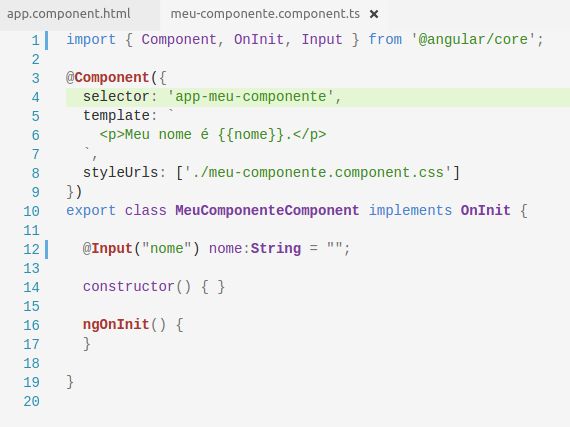 app.component.html meu-componente.component.ts ×
1 import { Component, OnInit, Input } from '@angular/core';
2
3 @Component({
4   selector: 'app-meu-componente',
5   template: `
6     <p>Meu nome é {{nome}}.</p>
7   `,
8   styleUrls: ['./meu-componente.component.css']
9 })
10 export class MeuComponenteComponent implements OnInit {
11
12   @Input("nome") nome:String = "";
13
14   constructor() { }
15
16   ngOnInit() {
17   }
18
19 }
20